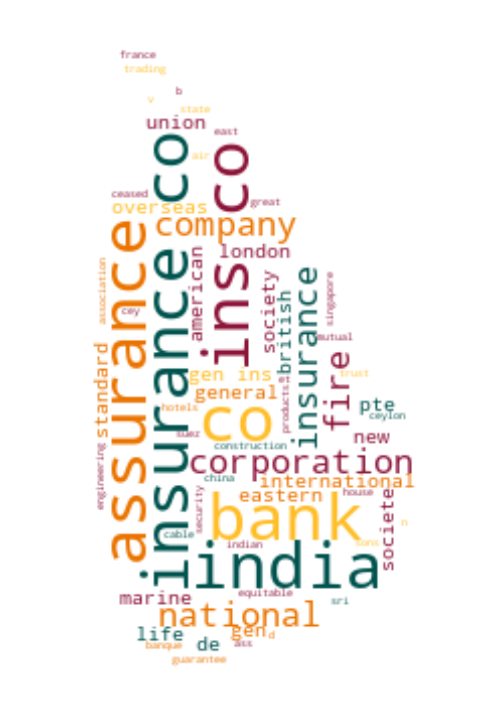 france
trading
b
v
state
union
east
insurance co
ins co
air
ceased
great
overseas
company
assurance co
american
london
association
society
british
insurance
singapore
cey
mutual
standard
gen ins
fire
trust
general
products
hotels
co
pte
ceylon
suez
new
construction
engineering
corporation
china
international
security
eastern
house
bank
societe
n
cable
indian
sons
india
marine
equitable
sri
national
life
de
gen
d
ass
banque
guarantee